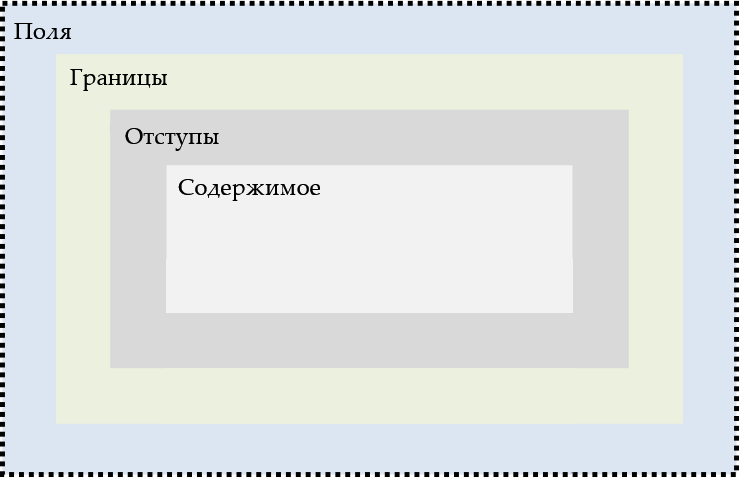 Поля
Границы
Отступы
Содержимое